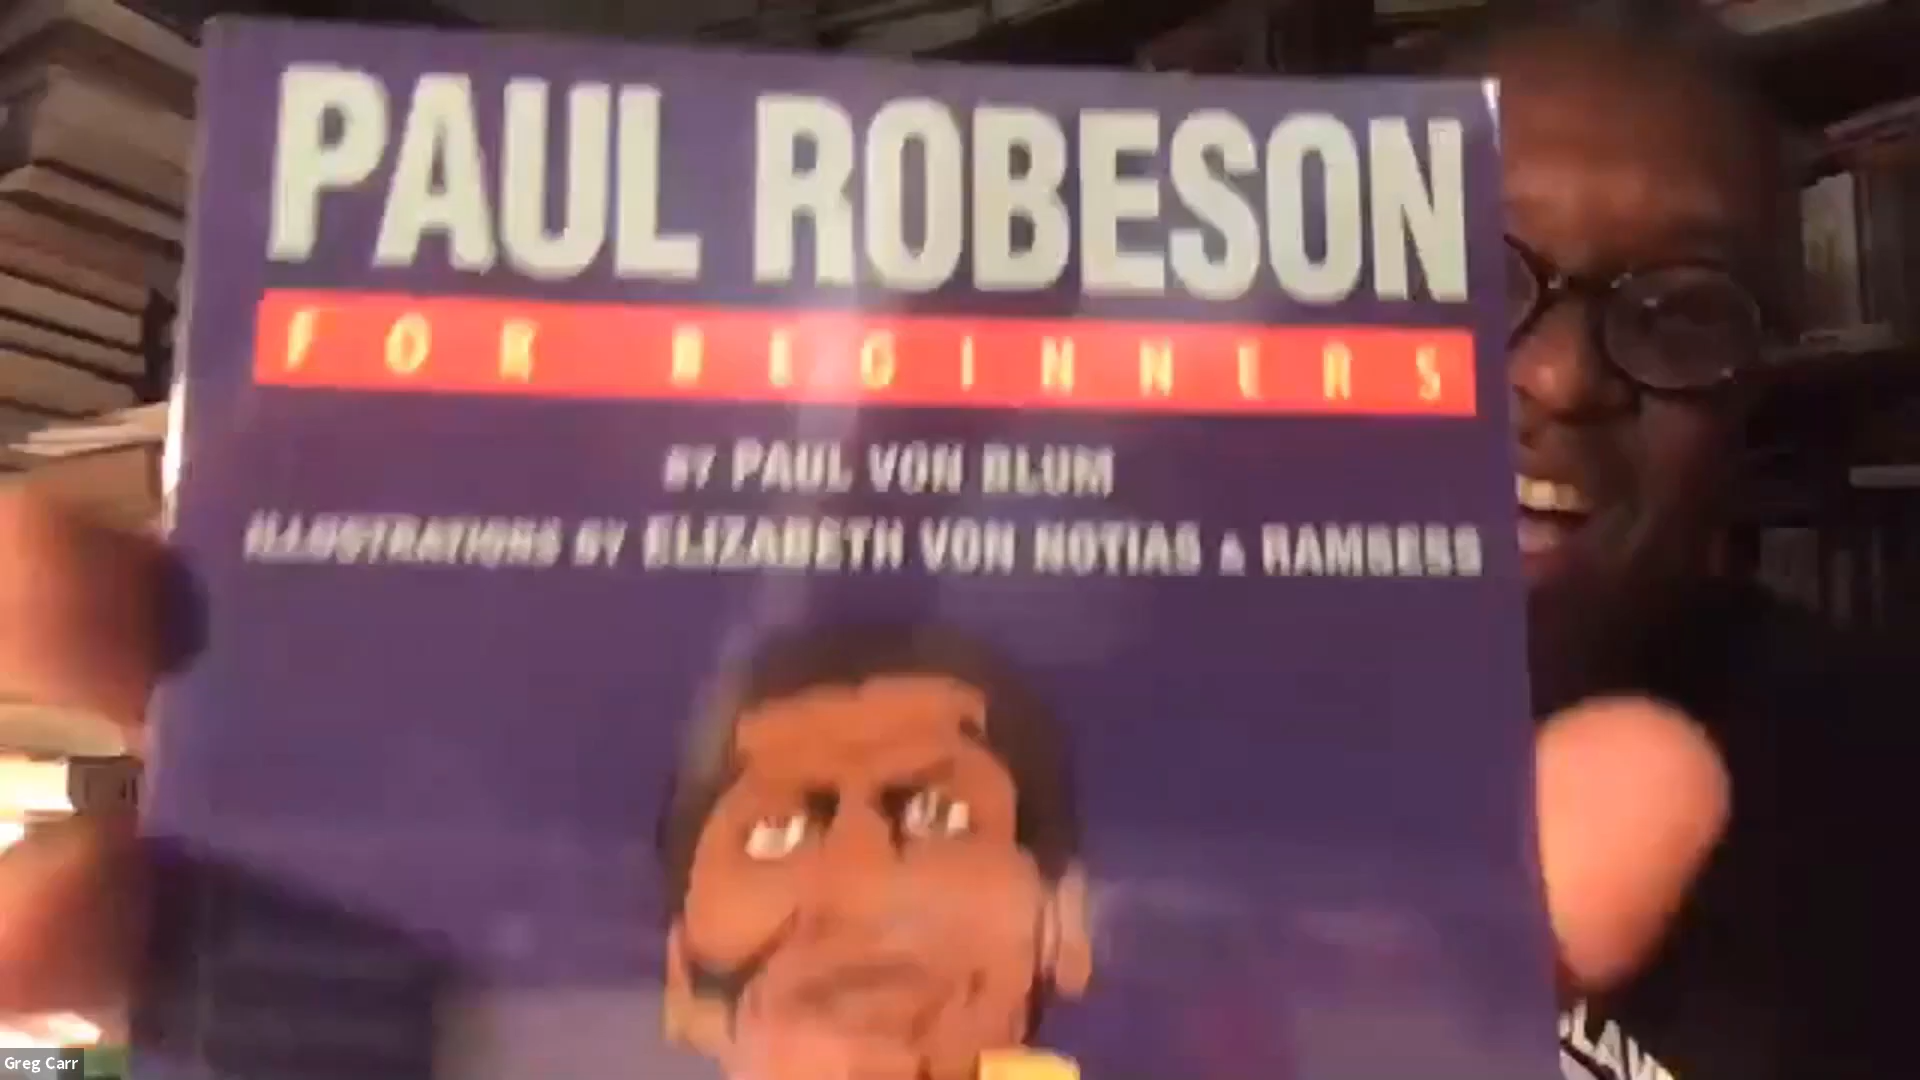 PAUL ROBESON
FOR BEGINNERS
BY PAUL VON BLUM
ILLUSTRATIONS BY ELIZABETH VON NOTIAS & RAMSESS
Greg Carr